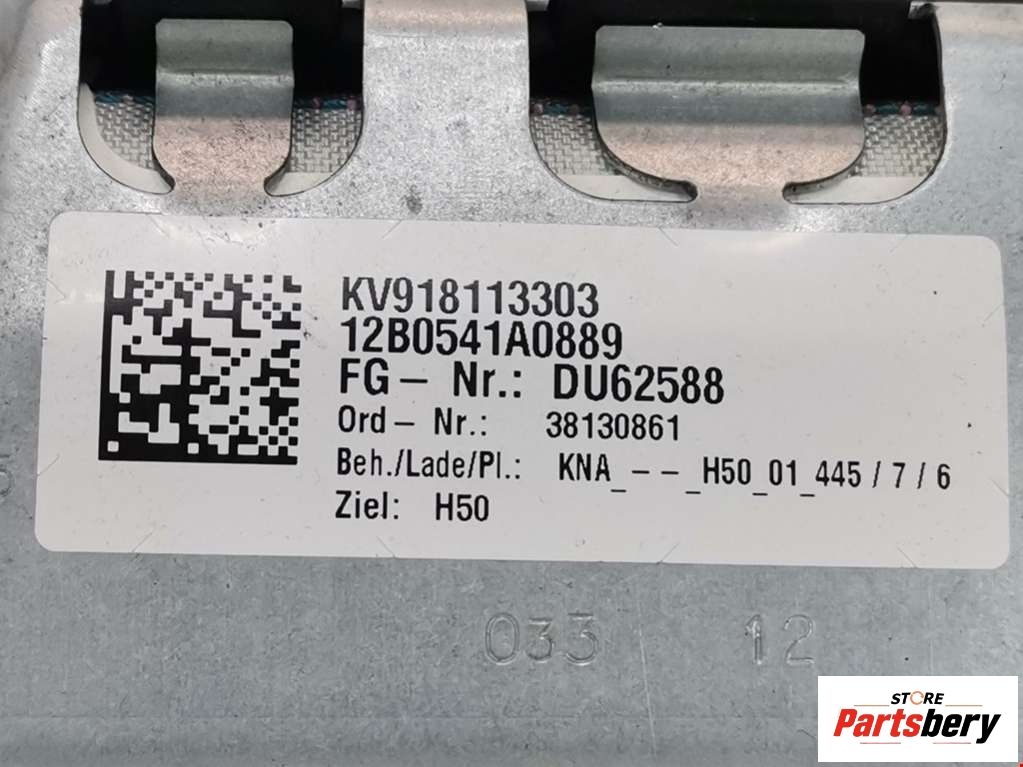 KV918113303
12B0541A0889
FG- Nr.: DU62588
Ord- Nr.: 38130861
Beh./Lade/Pl.: KNA_--_H50_01_445/7/6
Ziel: H50
033 12
STORE
Partsbery